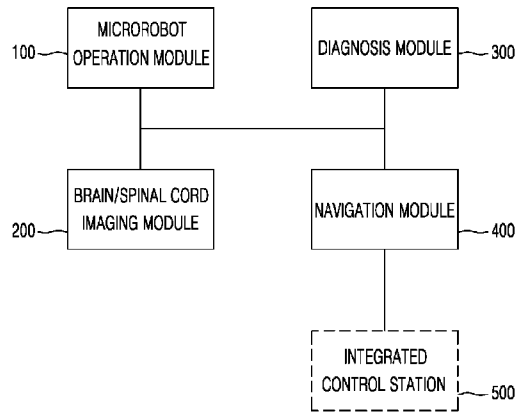 MICROROBOT
OPERATION MODULE
100
DIAGNOSIS MODULE
300
BRAIN/SPINAL CORD
IMAGING MODULE
200
NAVIGATION MODULE
400
INTEGRATED
CONTROL STATION
500